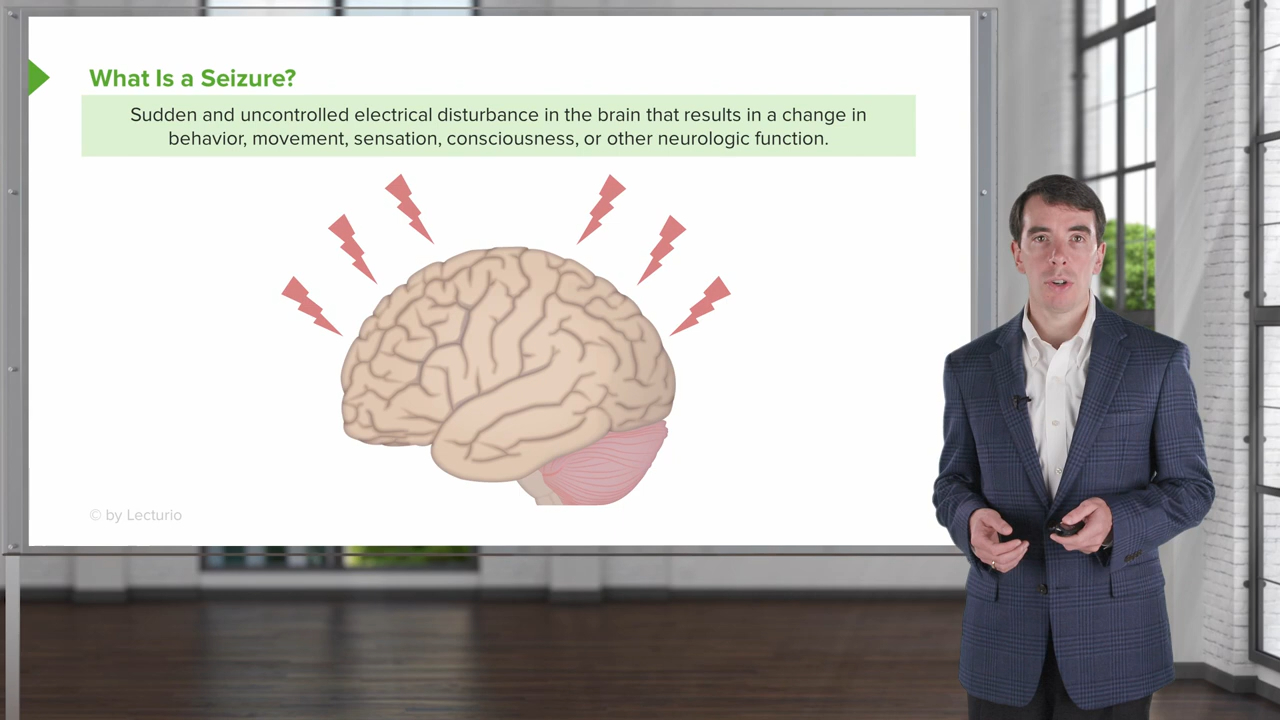 What Is a Seizure?
Sudden and uncontrolled electrical disturbance in the brain that results in a change in
behavior, movement, sensation, consciousness, or other neurologic function.
© by Lecturio